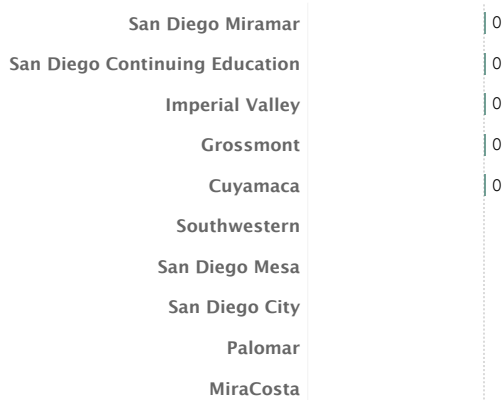 San Diego Miramar 0
San Diego Continuing Education 0
Imperial Valley 0
Grossmont 0
Cuyamaca 0
Southwestern
San Diego Mesa
San Diego City
Palomar
MiraCosta